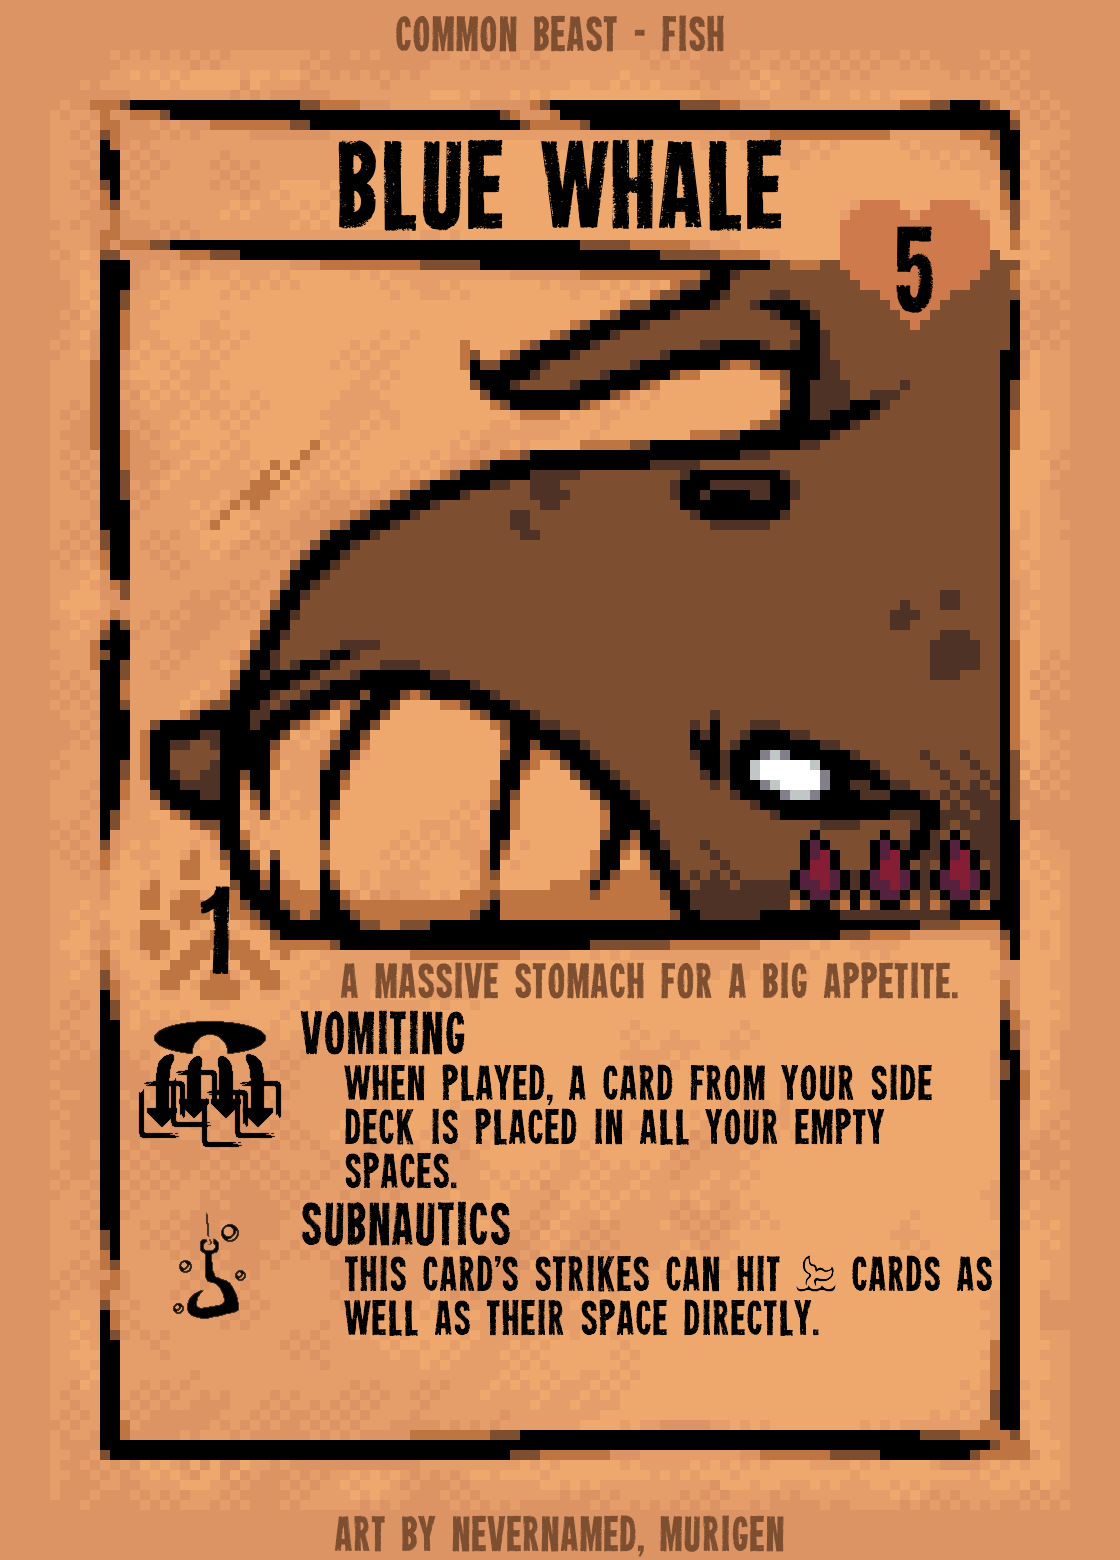 COMMON BEAST - FISH
BLUE WHALE
5
1
A MASSIVE STOMACH FOR A BIG APPETITE.
VOMITING
WHEN PLAYED, A CARD FROM YOUR SIDE
DECK IS PLACED IN ALL YOUR EMPTY
SPACES.
SUBNAUTICS
THIS CARD'S STRIKES CAN HIT CARDS AS
WELL AS THEIR SPACE DIRECTLY.
ART BY NEVERNAMED, MURIGEN